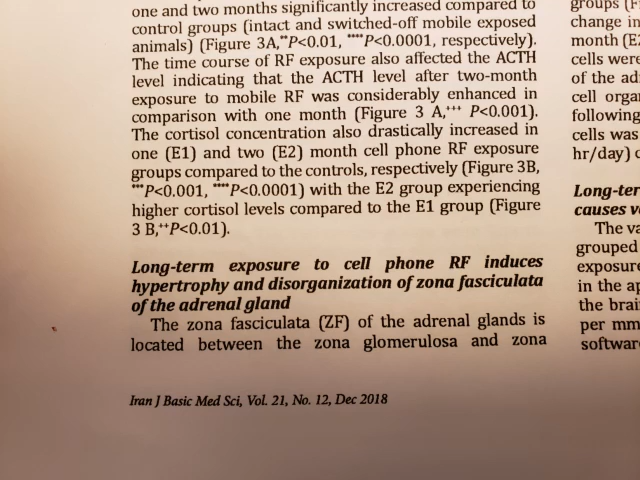 one and two months significantly increased compared to
control groups (intact and switched-off mobile exposed
animals) (Figure 3A,**P<0.01, ****P<0.0001, respectively).
The time course of RF exposure also affected the ACTH
level indicating that the ACTH level after two-month
exposure to mobile RF was considerably enhanced in
comparison with one month (Figure 3 A,+++ P<0.001).
The cortisol concentration also drastically increased in
one (E1) and two (E2) month cell phone RF exposure
groups compared to the controls, respectively (Figure 3B,
***P<0.001, ****P<0.0001) with the E2 group experiencing
higher cortisol levels compared to the E1 group (Figure
3 B,++P<0.01).
Long-term exposure to cell phone RF induces
hypertrophy and disorganization of zona fasciculata
of the adrenal gland
The zona fasciculata (ZF) of the adrenal glands is
located between the zona glomerulosa and zona
Iran J Basic Med Sci, Vol. 21, No. 12, Dec 2018
groups (F
change in
month (E2
cells were
of the ad
cell orga
following
cells was
hr/day) c
Long-ter
causes v
The va
grouped
exposure
in the ap
the brai
per mm
software